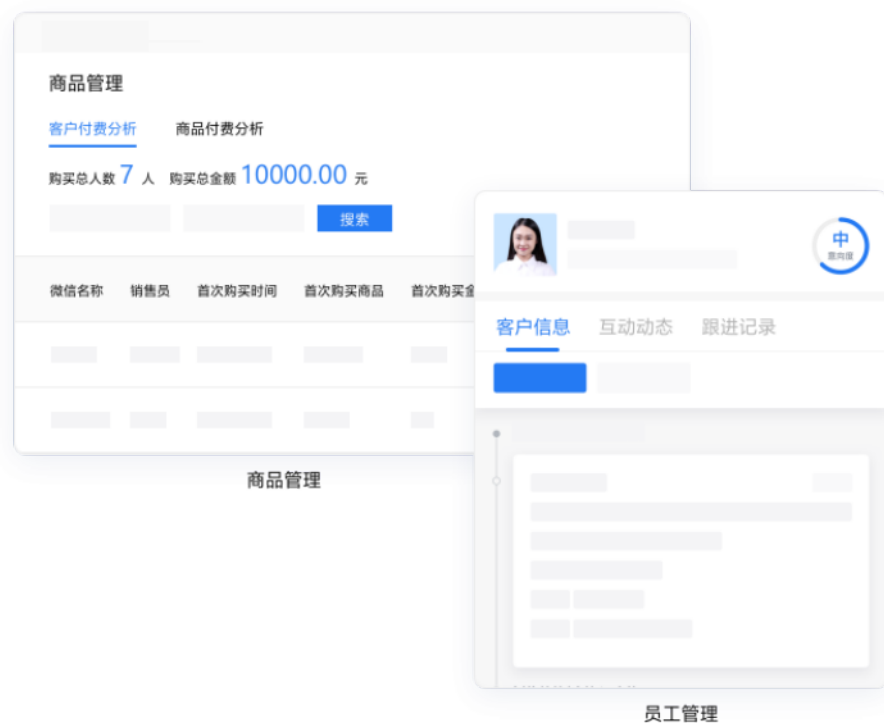 商品管理
客户付费分析 商品付费分析
购买总人数 7 人 购买总金额 10000.00 元
搜索
微信名称 销售员 首次购买时间 首次购买商品 首次购买金
商品管理
中
意向度
客户信息 互动动态 跟进记录
员工管理